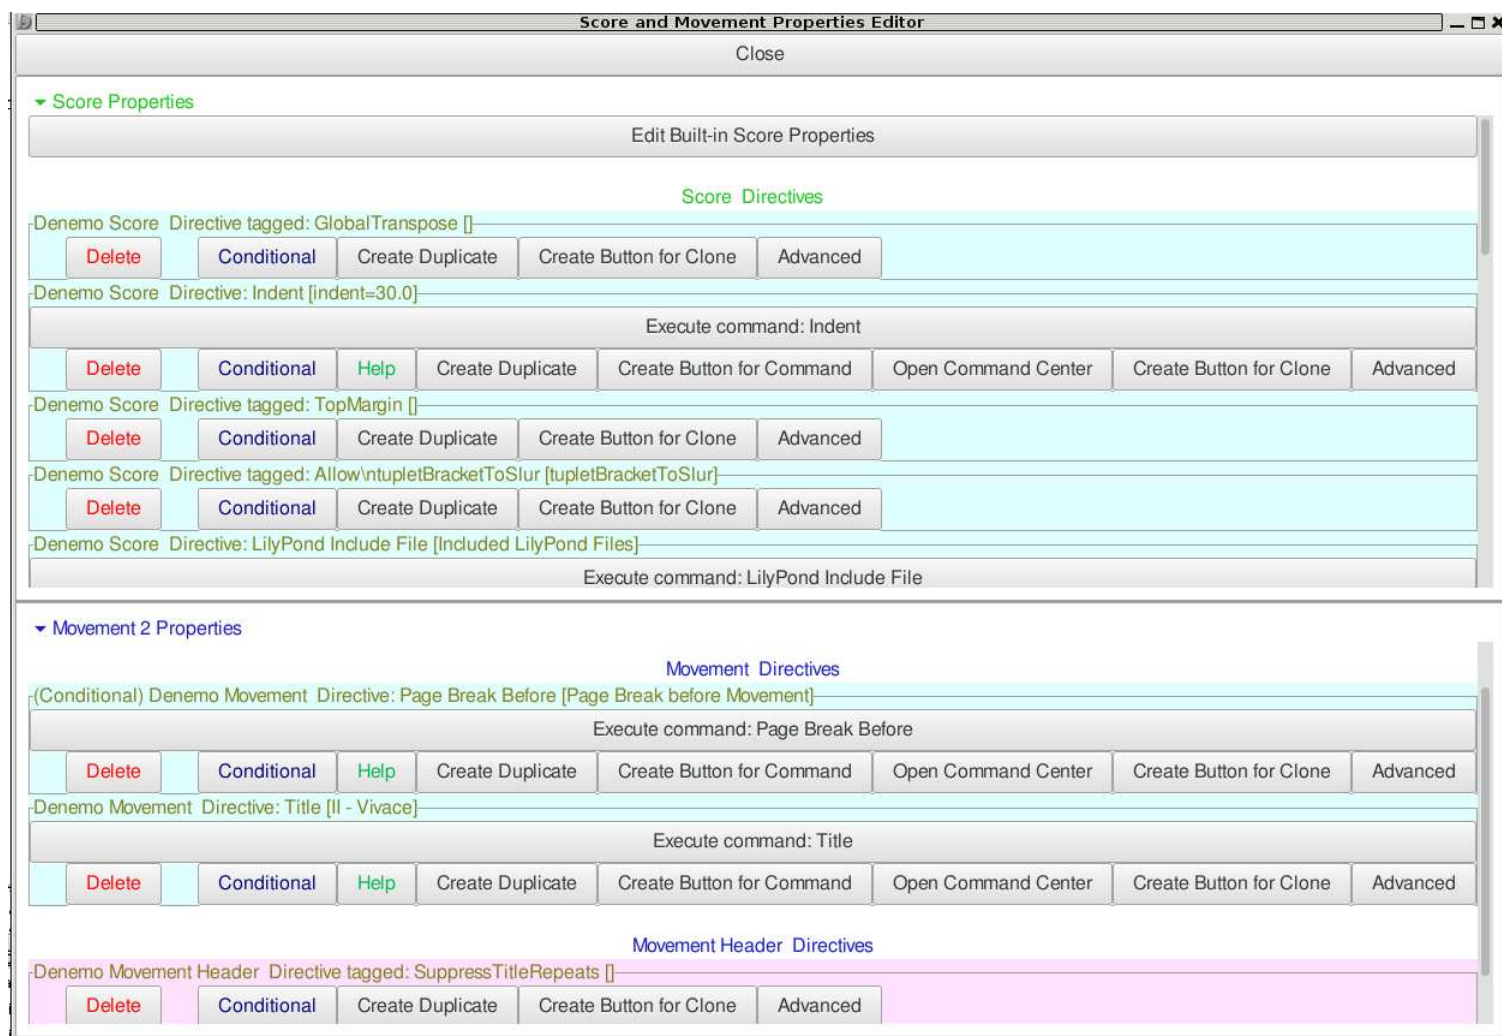 Score and Movement Properties Editor
Close
Score Properties
Edit Built-in Score Properties
Score Directives
Denemo Score Directive tagged: GlobalTranspose []
Delete Conditional Create Duplicate Create Button for Clone Advanced
Denemo Score Directive: Indent [indent=30.0]
Execute command: Indent
Delete Conditional Help Create Duplicate Create Button for Command Open Command Center Create Button for Clone Advanced
Denemo Score Directive tagged: TopMargin []
Delete Conditional Create Duplicate Create Button for Clone Advanced
Denemo Score Directive tagged: Allow\ntupletBracketToSlur [tupletBracketToSlur]
Delete Conditional Create Duplicate Create Button for Clone Advanced
Denemo Score Directive: LilyPond Include File [Included LilyPond Files]
Execute command: LilyPond Include File
Movement 2 Properties
Movement Directives
(Conditional) Denemo Movement Directive: Page Break Before [Page Break before Movement]
Execute command: Page Break Before
Delete Conditional Help Create Duplicate Create Button for Command Open Command Center Create Button for Clone Advanced
Denemo Movement Directive: Title [II - Vivace]
Execute command: Title
Delete Conditional Help Create Duplicate Create Button for Command Open Command Center Create Button for Clone Advanced
Movement Header Directives
Denemo Movement Header Directive tagged: SuppressTitleRepeats []
Delete Conditional Create Duplicate Create Button for Clone Advanced